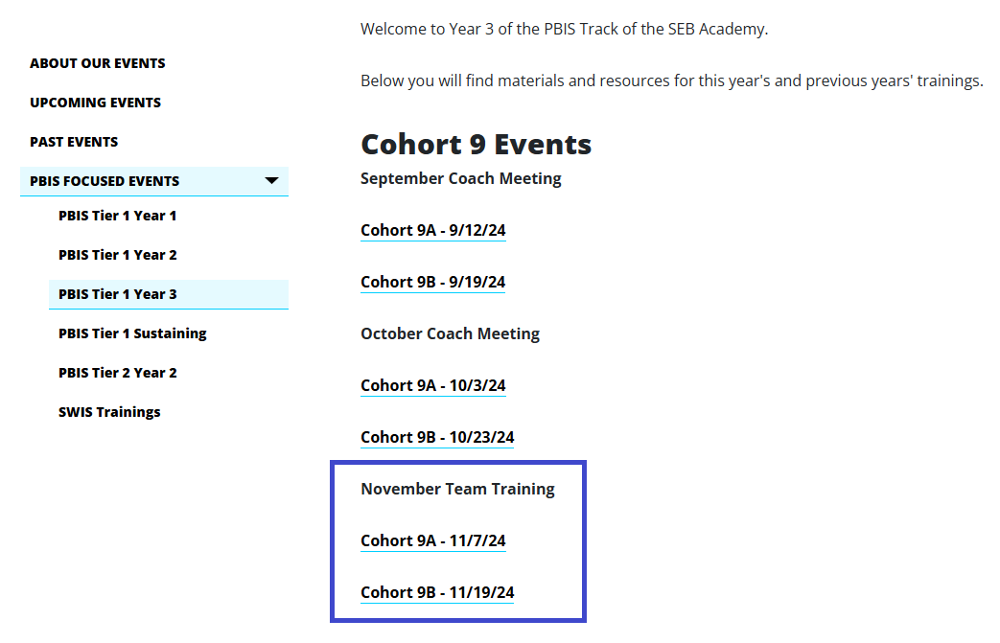 ABOUT OUR EVENTS
UPCOMING EVENTS
PAST EVENTS
PBIS FOCUSED EVENTS
PBIS Tier 1 Year 1
PBIS Tier 1 Year 2
PBIS Tier 1 Year 3
PBIS Tier 1 Sustaining
PBIS Tier 2 Year 2
SWIS Trainings
Welcome to Year 3 of the PBIS Track of the SEB Academy.
Below you will find materials and resources for this year's and previous years' trainings.
Cohort 9 Events
September Coach Meeting
Cohort 9A - 9/12/24
Cohort 9B - 9/19/24
October Coach Meeting
Cohort 9A - 10/3/24
Cohort 9B - 10/23/24
November Team Training
Cohort 9A - 11/7/24
Cohort 9B - 11/19/24